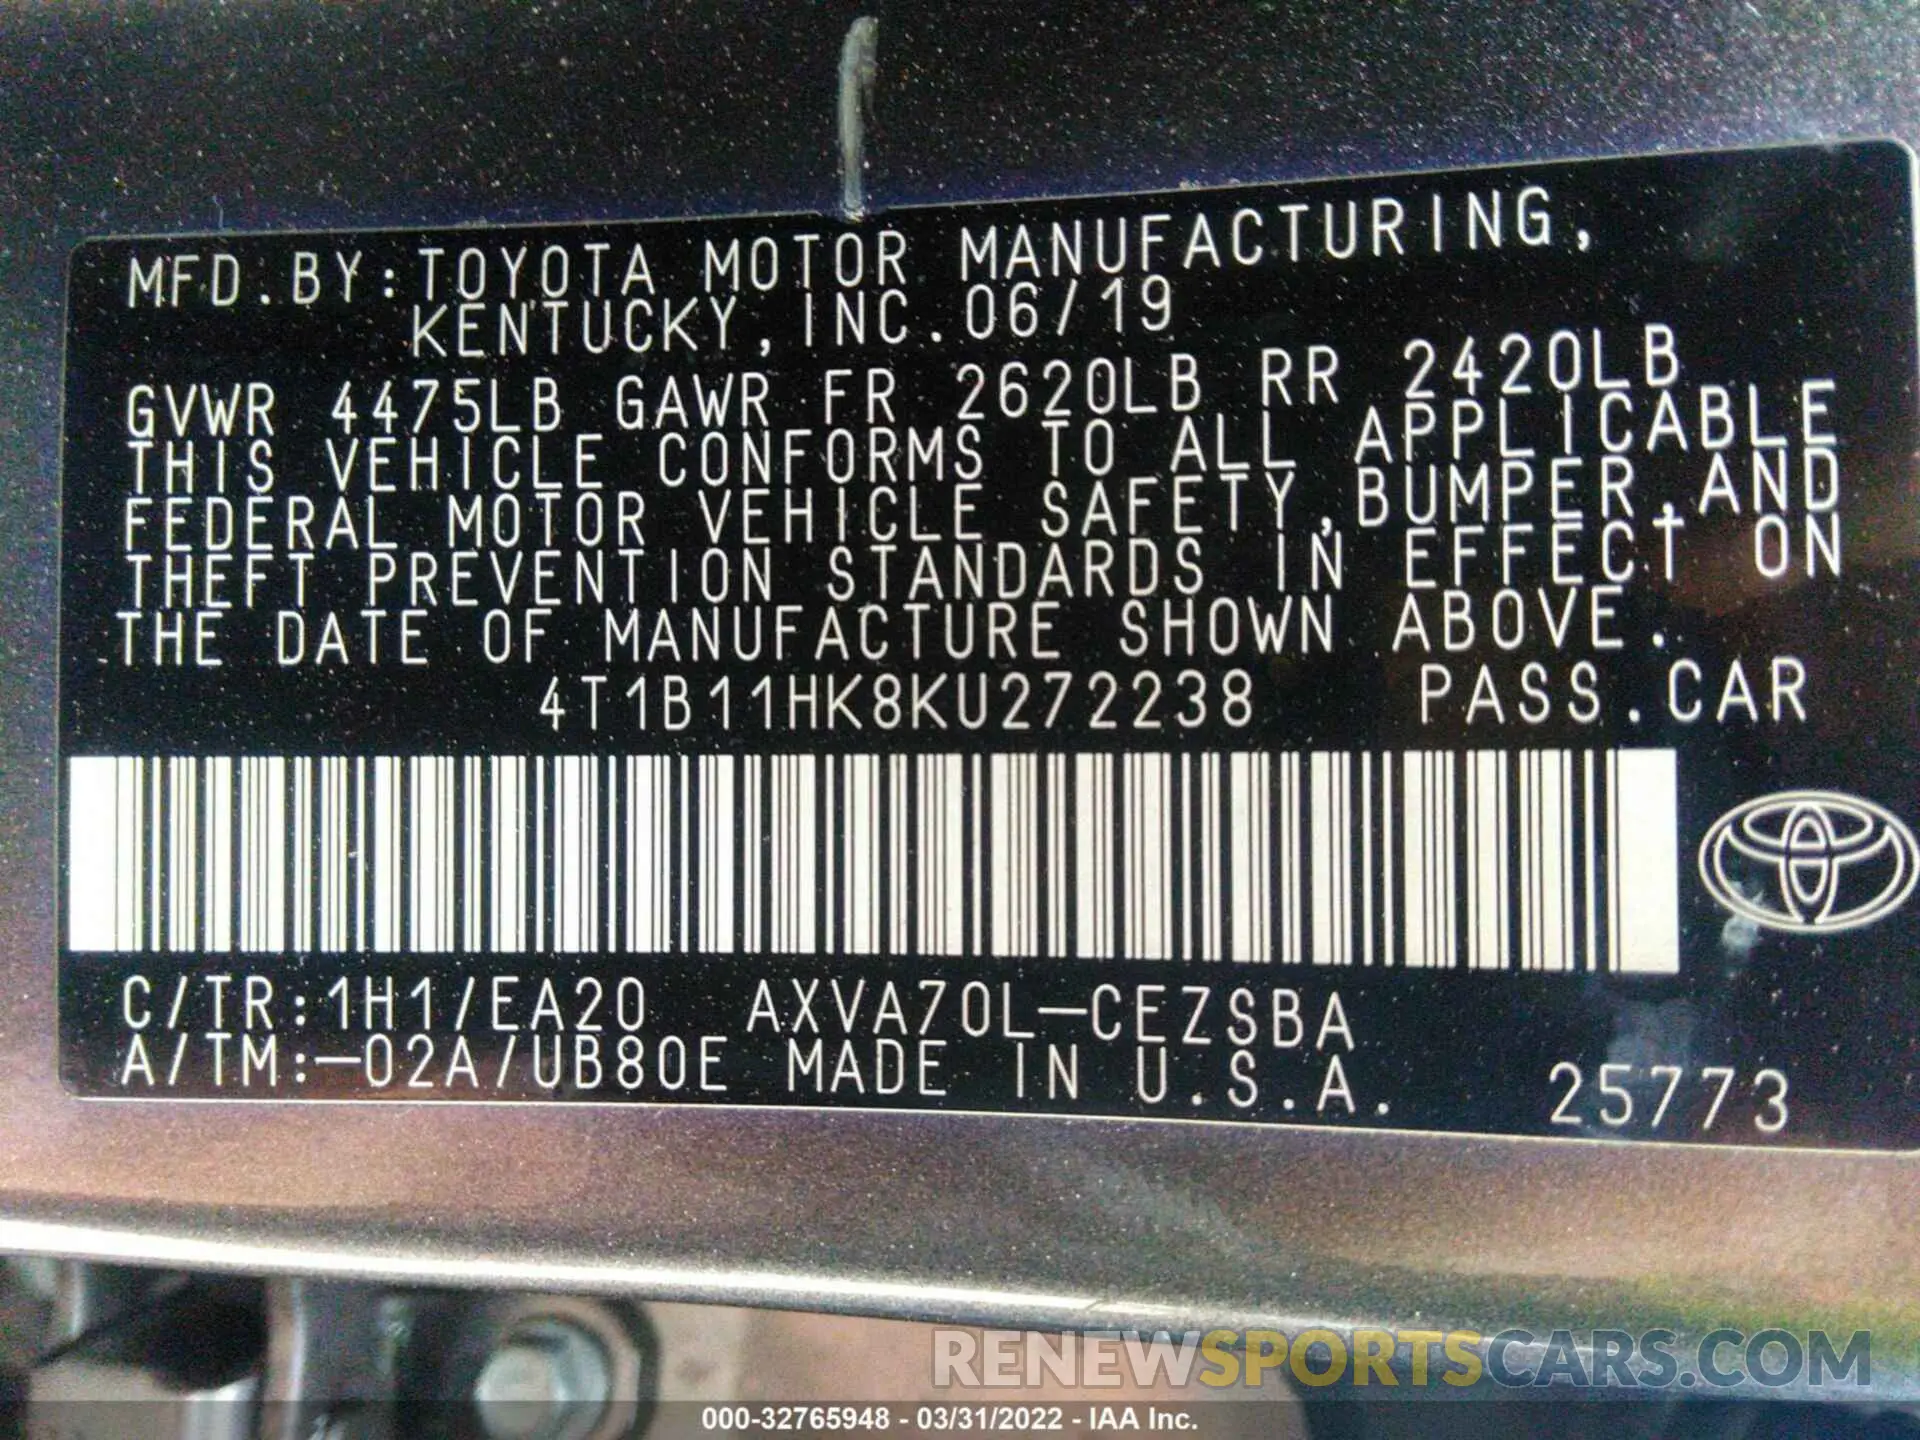 MFD.BY:TOYOTA MOTOR MANUFACTURING,
KENTUCKY,INC.06/19
GVWR 4475LB GAWR FR 2620LB RR 2420LB
THIS VEHICLE CONFORMS TO ALL APPLICABLE
FEDERAL MOTOR VEHICLE SAFETY,BUMPER,AND
THEFT PREVENTION STANDARDS IN EFFECT ON
THE DATE OF MANUFACTURE SHOWN ABOVE.
4T1B11HK8KU272238 PASS.CAR
C/TR:1H1/EA20 AXVA70L-CEZSBA
A/TM:-02A/UB80E MADE IN U.S.A. 25773
RENEWSPORTSCARS.COM
000-32765948 - 03/31/2022 - IAA Inc.